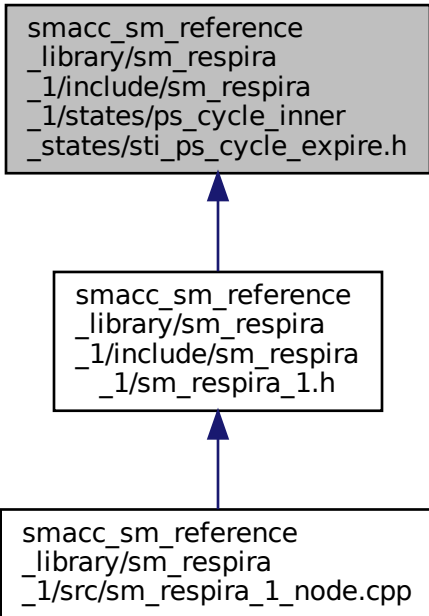 smacc_sm_reference
_library/sm_respira
_1/include/sm_respira
_1/states/ps_cycle_inner
_states/sti_ps_cycle_expire.h
smacc_sm_reference
_library/sm_respira
_1/include/sm_respira
_1/sm_respira_1.h
smacc_sm_reference
_library/sm_respira
_1/src/sm_respira_1_node.cpp